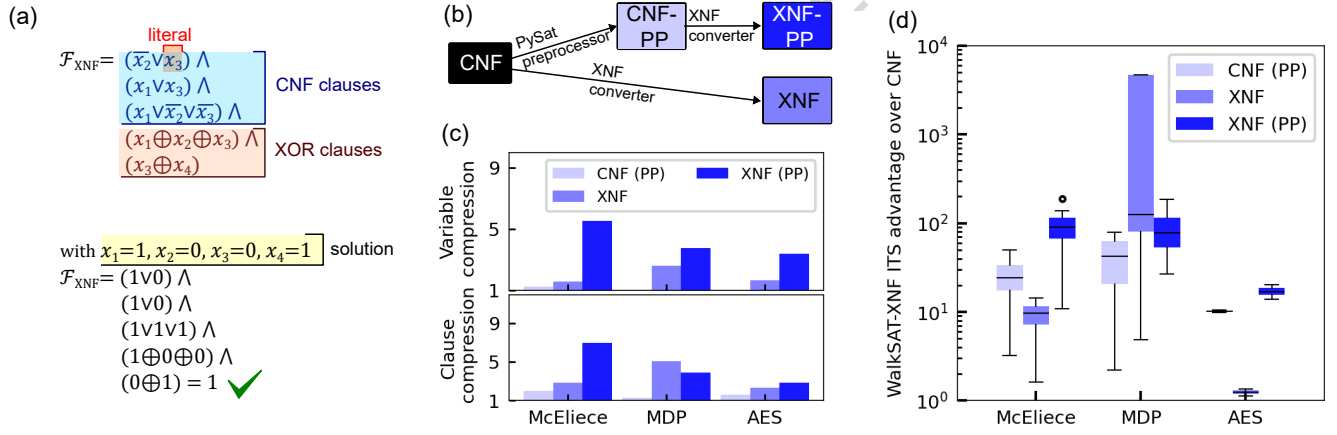 (a)
literal
ℱXNF= (x̅₂∨x₃) ∧
(x₁∨x₃) ∧
(x₁∨x̅₂∨x̅₃) ∧
CNF clauses
(x₁⊕x₂⊕x₃) ∧
(x₃⊕x₄)
XOR clauses
with x₁=1, x₂=0, x₃=0, x₄=1 solution
ℱXNF= (1∨0) ∧
(1∨0) ∧
(1∨1∨1) ∧
(1⊕0⊕0) ∧
(0⊕1) = 1
(b)
CNF
PySat
preprocessor
CNF-
PP
XNF
converter
XNF-
PP
XNF
converter
XNF
(c)
Variable
compression
9
5
1
CNF (PP)
XNF
XNF (PP)
Clause
compression
9
5
1
McEliece MDP AES
(d)
WalkSAT-XNF ITS advantage over CNF
10⁴
10³
10²
10¹
10⁰
CNF (PP)
XNF
XNF (PP)
McEliece MDP AES